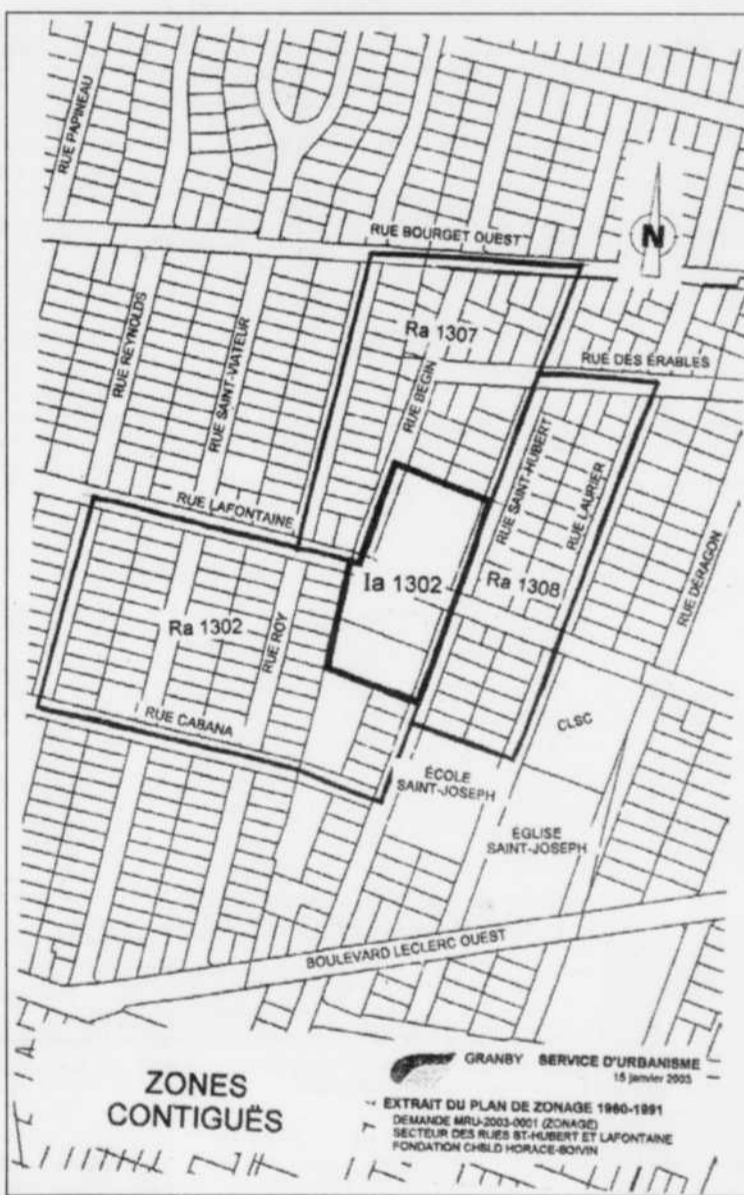 RUE PAPINEAU
RUE BOURGET OUEST
N
RUE REYNOLDS
RUE SAINT-VIATEUR
Ra 1307
RUE BÉGIN
RUE DES ÉRABLES
RUE SAINT-HUBERT
RUE LAURIER
RUE LAFONTAINE
Ia 1302
Ra 1308
RUE DÉRAGON
Ra 1302
RUE ROY
RUE CABANA
CLSC
ÉCOLE
SAINT-JOSEPH
ÉGLISE
SAINT-JOSEPH
BOULEVARD LECLERC OUEST
ZONES
CONTIGUËS
GRANBY SERVICE D'URBANISME
15 janvier 2003
EXTRAIT DU PLAN DE ZONAGE 1960-1991
DEMANDE MRU-2003-0001 (ZONAGE)
SECTEUR DES RUES ST-HUBERT ET LAFONTAINE
FONDATION CHSLD HORACE-BOIVIN